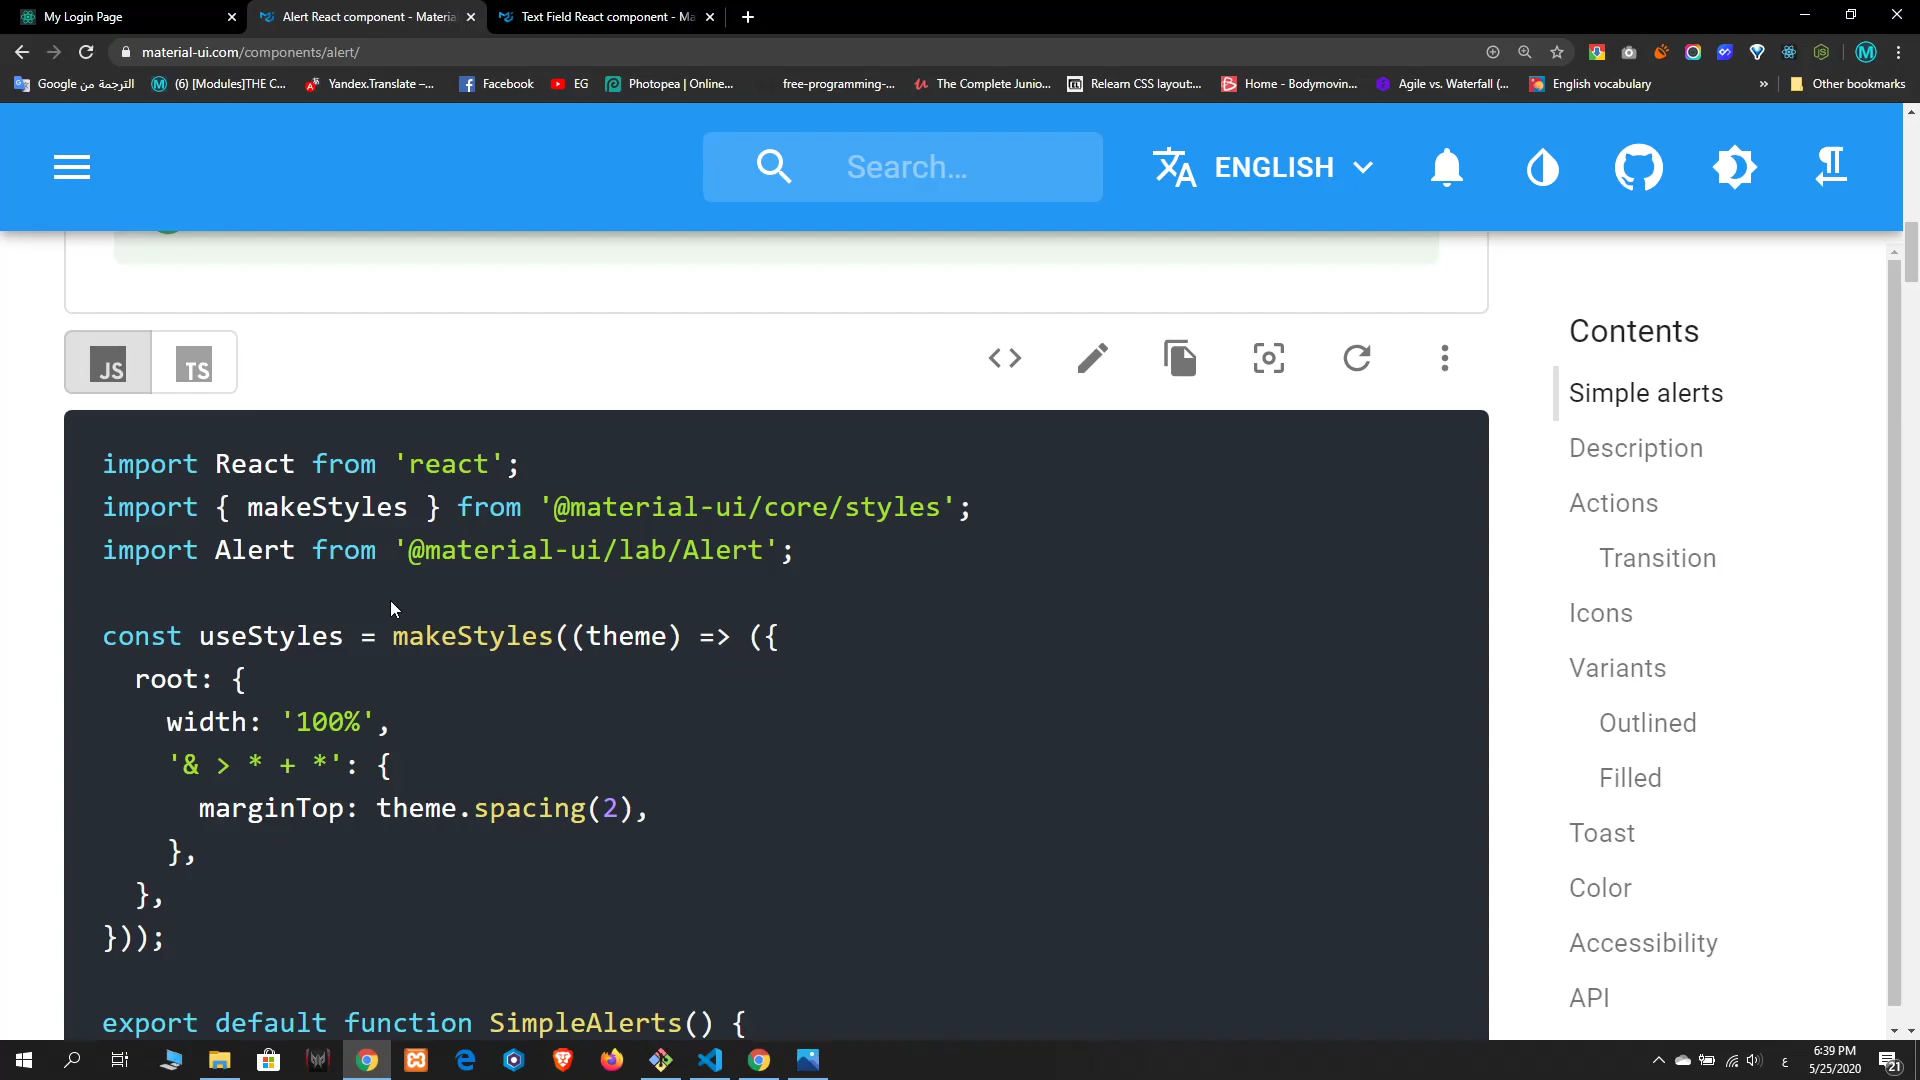 My Login Page
Alert React component - Materia
Text Field React component - Ma
material-ui.com/components/alert/
الترجمة من Google
(6) [Modules]THE C...
Yandex.Translate –...
Facebook
EG
Photopea | Online...
free-programming-...
The Complete Junio...
Relearn CSS layout:...
Home - Bodymovin...
Agile vs. Waterfall (...
English vocabulary
»
Other bookmarks
Search…
ENGLISH
JS
TS
Contents
Simple alerts
Description
Actions
Transition
Icons
Variants
Outlined
Filled
Toast
Color
Accessibility
API
import React from 'react';
import { makeStyles } from '@material-ui/core/styles';
import Alert from '@material-ui/lab/Alert';
const useStyles = makeStyles((theme) => ({
root: {
width: '100%',
'& > * + *': {
marginTop: theme.spacing(2),
},
},
}));
export default function SimpleAlerts() {
ع
6:39 PM
5/25/2020
21